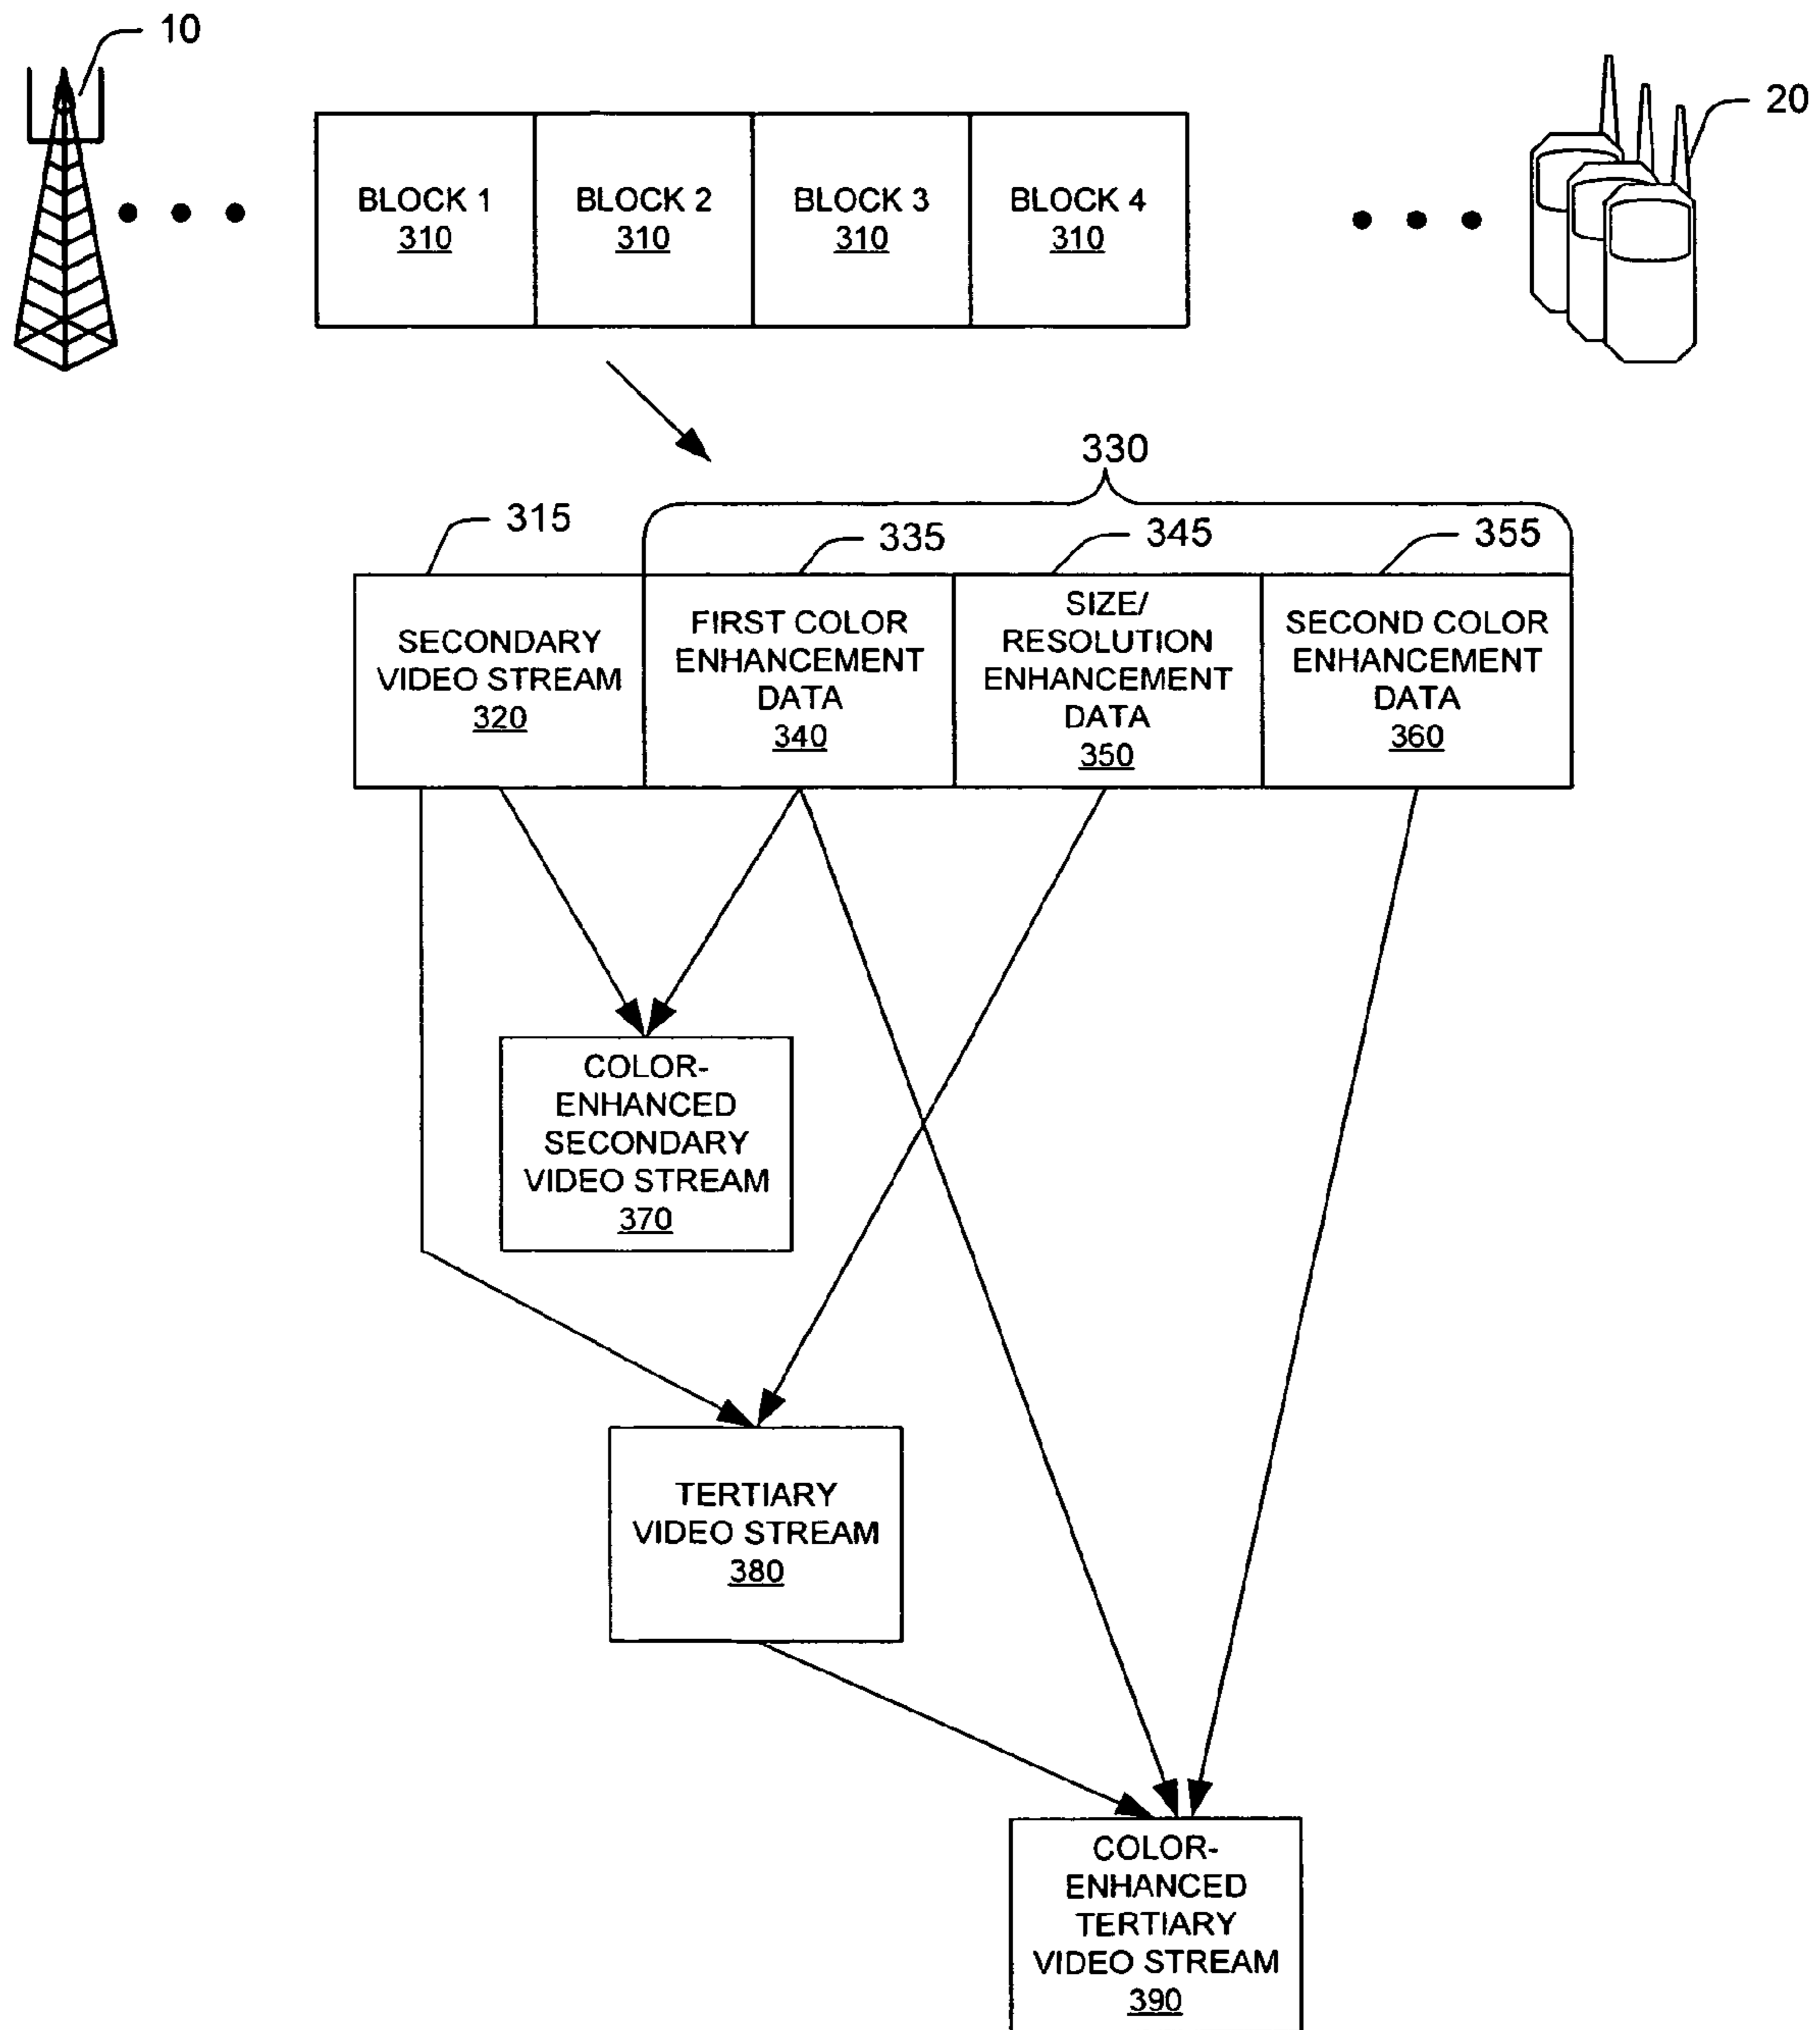 10
20
BLOCK 1
310
BLOCK 2
310
BLOCK 3
310
BLOCK 4
310
330
315
335
345
355
SECONDARY
VIDEO STREAM
320
FIRST COLOR
ENHANCEMENT
DATA
340
SIZE/
RESOLUTION
ENHANCEMENT
DATA
350
SECOND COLOR
ENHANCEMENT
DATA
360
COLOR-
ENHANCED
SECONDARY
VIDEO STREAM
370
TERTIARY
VIDEO STREAM
380
COLOR-
ENHANCED
TERTIARY
VIDEO STREAM
390